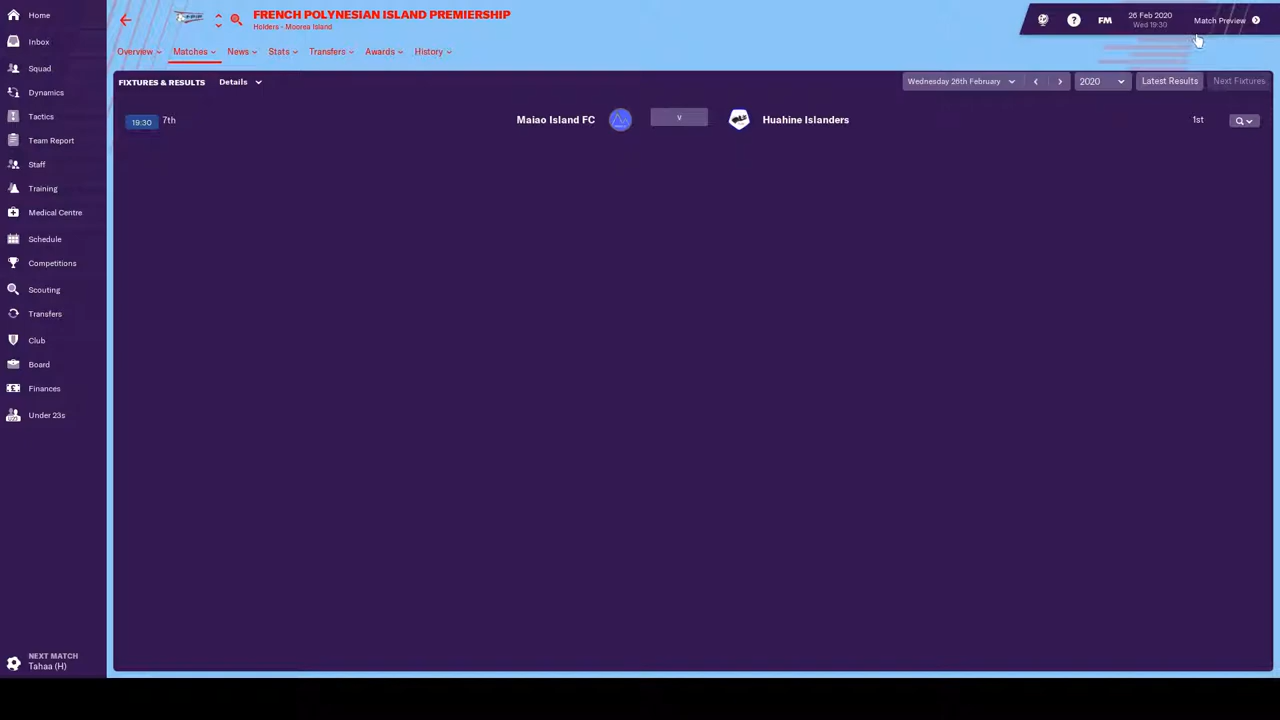 Home
Inbox
Squad
Dynamics
Tactics
Team Report
Staff
Training
Medical Centre
Schedule
Competitions
Scouting
Transfers
Club
Board
Finances
Under 23s
NEXT MATCH
Tahaa (H)
FRENCH POLYNESIAN ISLAND PREMIERSHIP
Holders - Moorea Island
FM
26 Feb 2020
Wed 19:30
Match Preview
Overview Matches News Stats Transfers Awards History
FIXTURES & RESULTS Details Wednesday 26th February 2020 Latest Results Next Fixtures
19:30 7th Maiao Island FC v Huahine Islanders 1st